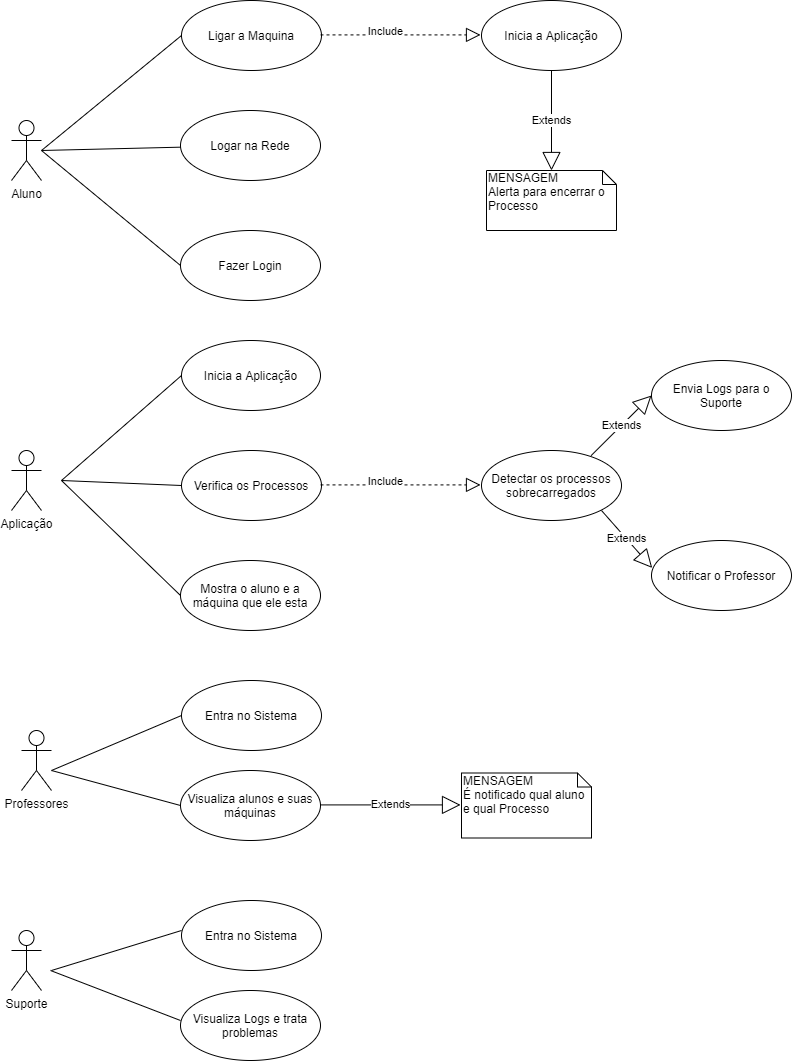 Ligar a Maquina
Include
Inicia a Aplicação
Extends
MENSAGEM
Alerta para encerrar o
Processo
Logar na Rede
Aluno
Fazer Login
Inicia a Aplicação
Envia Logs para o
Suporte
Extends
Verifica os Processos
Include
Detectar os processos
sobrecarregados
Aplicação
Extends
Notificar o Professor
Mostra o aluno e a
máquina que ele esta
Entra no Sistema
Professores
Visualiza alunos e suas
máquinas
Extends
MENSAGEM
É notificado qual aluno
e qual Processo
Entra no Sistema
Suporte
Visualiza Logs e trata
problemas